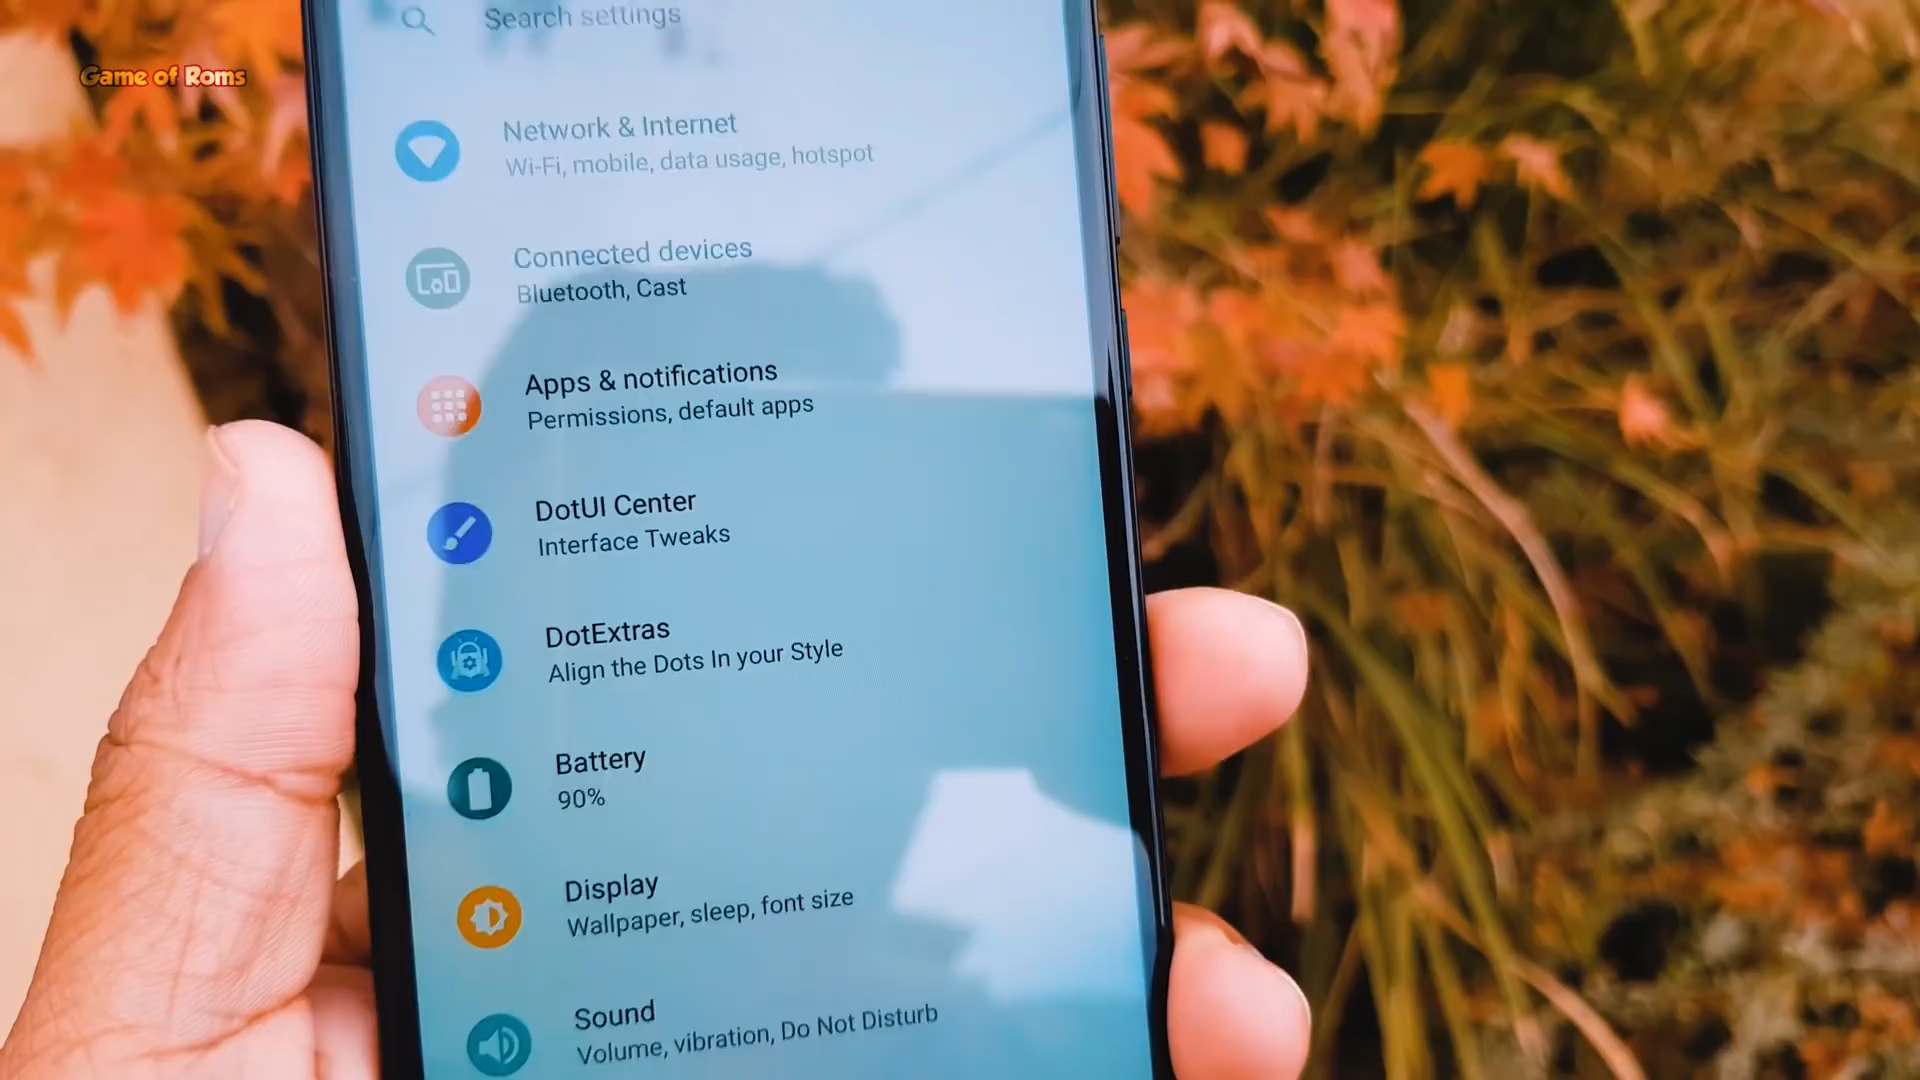 Game of Roms
Search settings
Network & Internet
Wi-Fi, mobile, data usage, hotspot
Connected devices
Bluetooth, Cast
Apps & notifications
Permissions, default apps
DotUI Center
Interface Tweaks
DotExtras
Align the Dots In your Style
Battery
90%
Display
Wallpaper, sleep, font size
Sound
Volume, vibration, Do Not Disturb